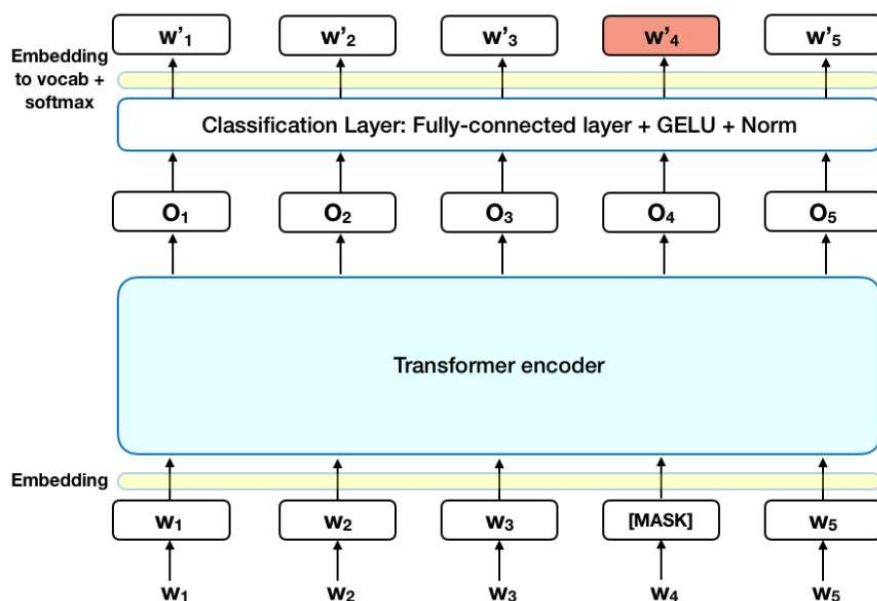 w'₁ w'₂ w'₃ w'₄ w'₅
Embedding
to vocab +
softmax
Classification Layer: Fully-connected layer + GELU + Norm
O₁ O₂ O₃ O₄ O₅
Transformer encoder
Embedding
w₁ w₂ w₃ [MASK] w₅
w₁ w₂ w₃ w₄ w₅